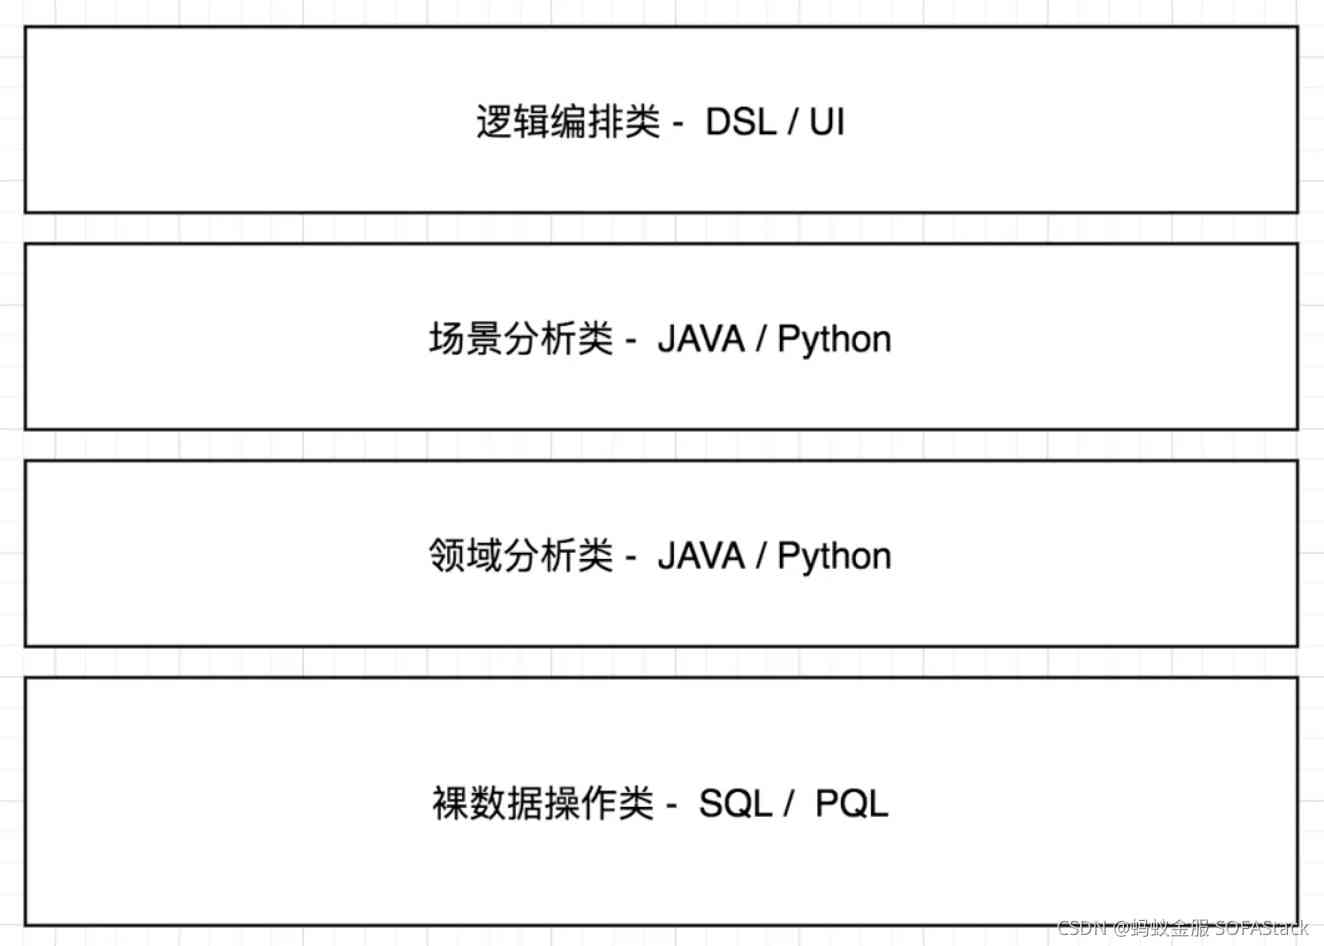 逻辑编排类 - DSL / UI
场景分析类 - JAVA / Python
领域分析类 - JAVA / Python
裸数据操作类 - SQL / PQL
CSDN @蚂蚁金服 SOFAStack